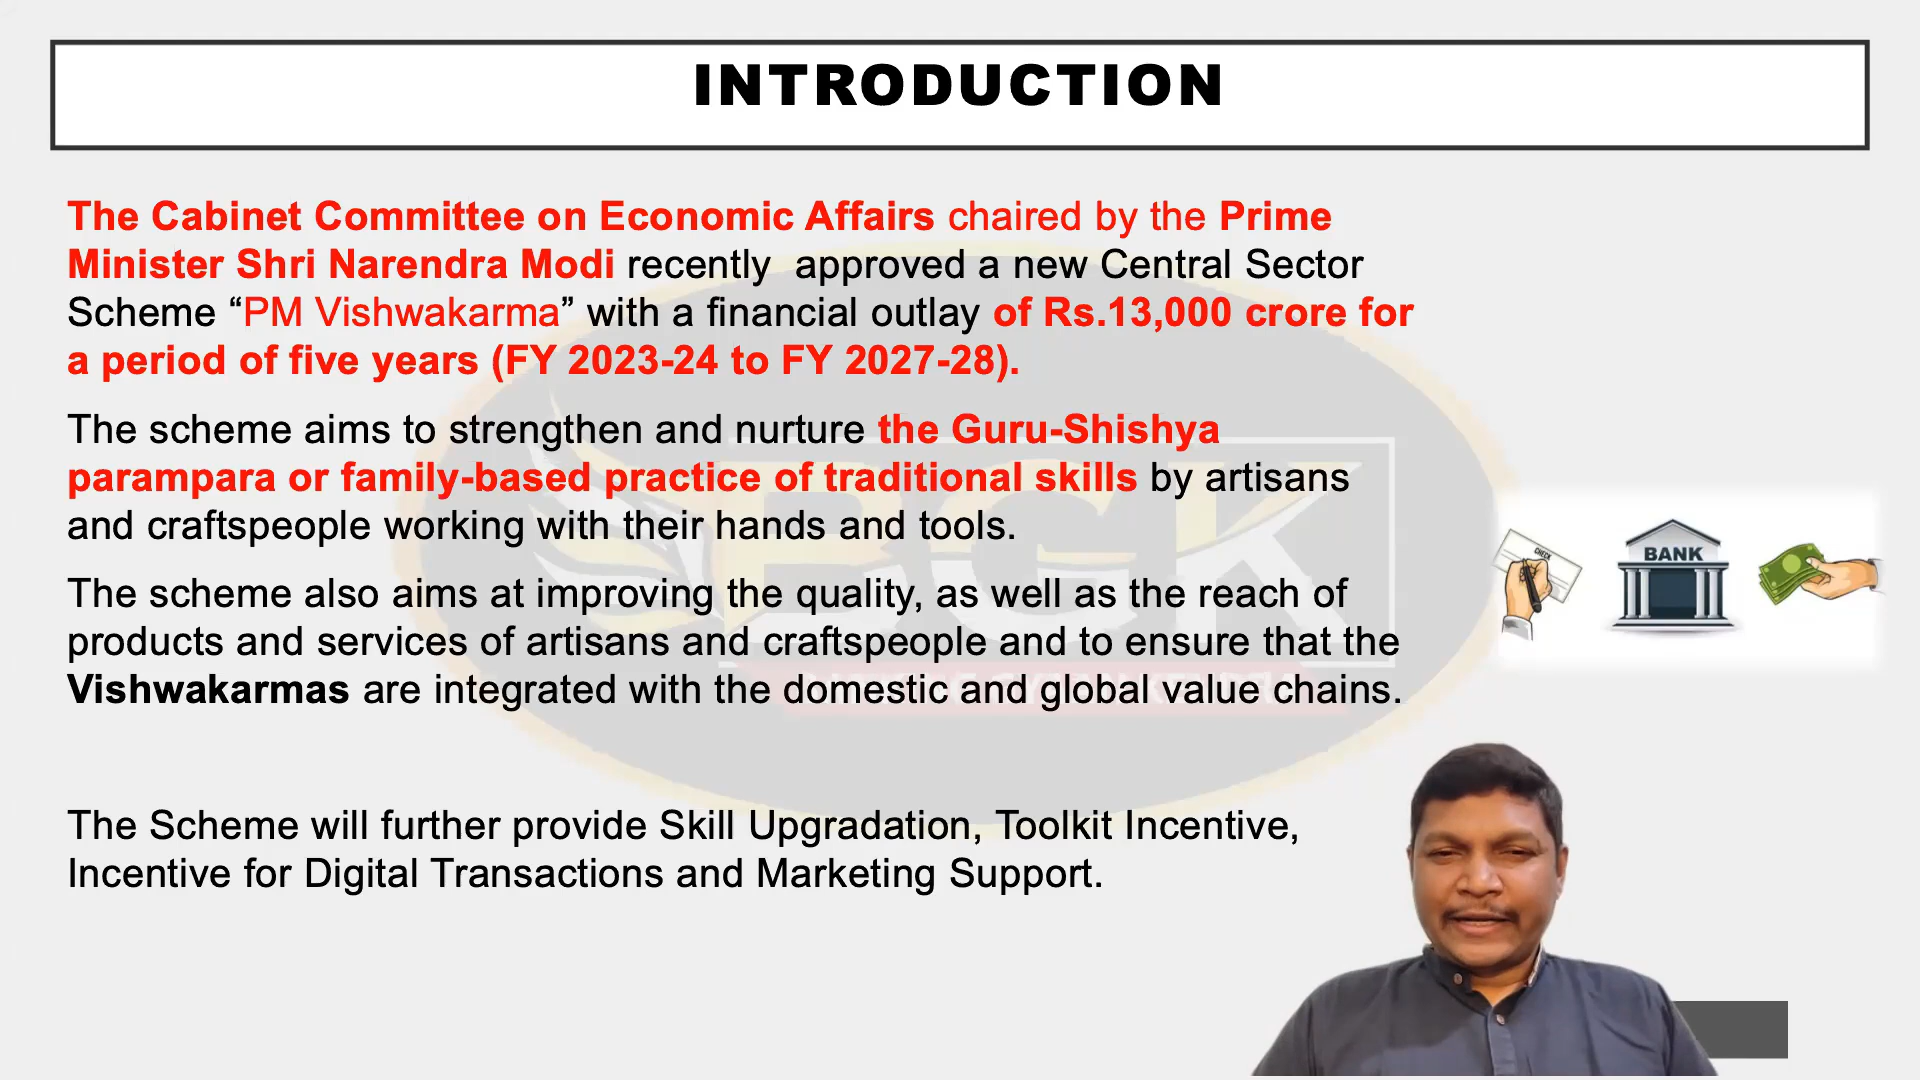 INTRODUCTION
The Cabinet Committee on Economic Affairs chaired by the Prime
Minister Shri Narendra Modi recently approved a new Central Sector
Scheme “PM Vishwakarma” with a financial outlay of Rs.13,000 crore for
a period of five years (FY 2023-24 to FY 2027-28).
The scheme aims to strengthen and nurture the Guru-Shishya
parampara or family-based practice of traditional skills by artisans
and craftspeople working with their hands and tools.
The scheme also aims at improving the quality, as well as the reach of
products and services of artisans and craftspeople and to ensure that the
Vishwakarmas are integrated with the domestic and global value chains.
The Scheme will further provide Skill Upgradation, Toolkit Incentive,
Incentive for Digital Transactions and Marketing Support.
CHECK
BANK
BGK